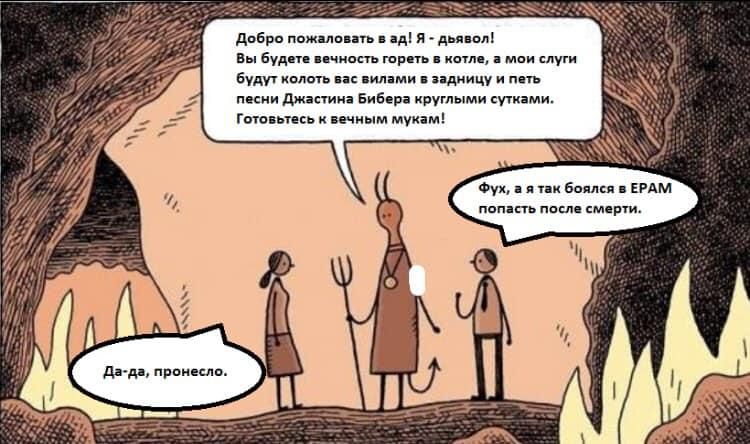 Добро пожаловать в ад! Я - дьявол!
Вы будете вечность гореть в котле, а мои слуги
будут колоть вас вилами в задницу и петь
песни Джастина Бибера круглыми сутками.
Готовьтесь к вечным мукам!
Фух, а я так боялся в EPAM
попасть после смерти.
Да-да, пронесло.